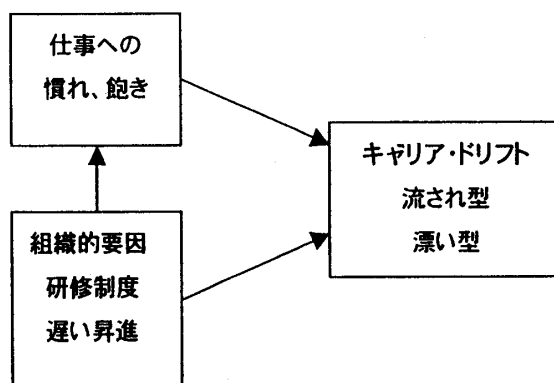 仕事への
慣れ、飽き
キャリア・ドリフト
流され型
漂い型
組織的要因
研修制度
遅い昇進